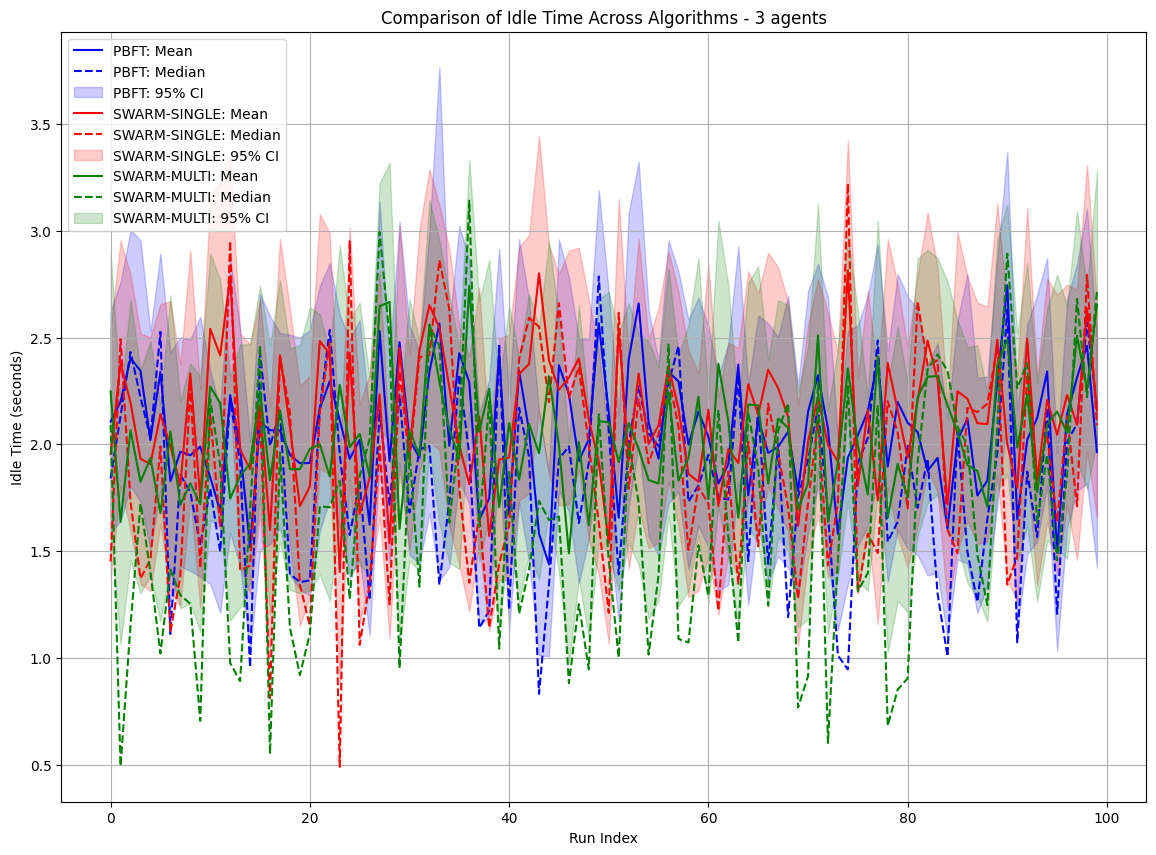 Comparison of Idle Time Across Algorithms - 3 agents
PBFT: Mean
PBFT: Median
PBFT: 95% CI
SWARM-SINGLE: Mean
SWARM-SINGLE: Median
SWARM-SINGLE: 95% CI
SWARM-MULTI: Mean
SWARM-MULTI: Median
SWARM-MULTI: 95% CI
Idle Time (seconds)
3.5
3.0
2.5
2.0
1.5
1.0
0.5
0
20
40
60
80
100
Run Index